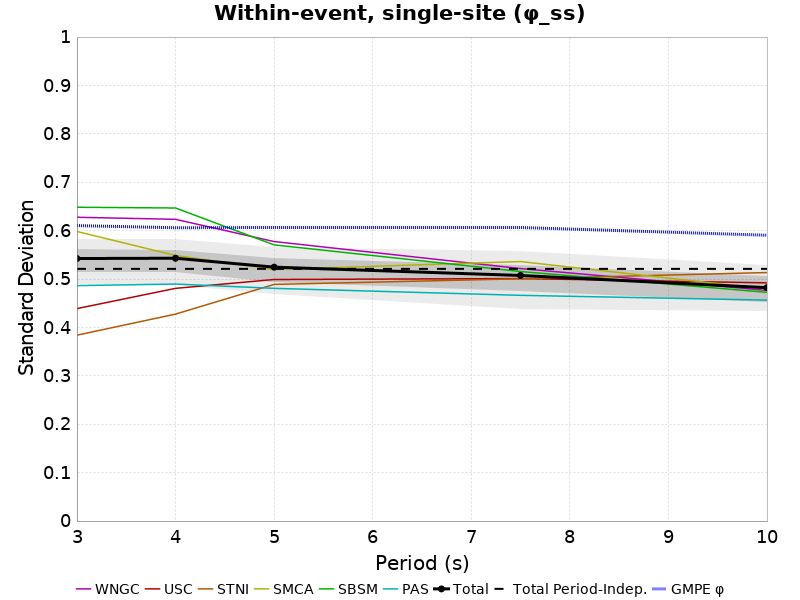 Within-event, single-site (φ_ss)
1
0.9
0.8
0.7
0.6
0.5
0.4
0.3
0.2
0.1
0
Standard Deviation
3 4 5 6 7 8 9 10
Period (s)
WNGC USC STNI SMCA SBSM PAS Total Total Period-Indep. GMPE φ